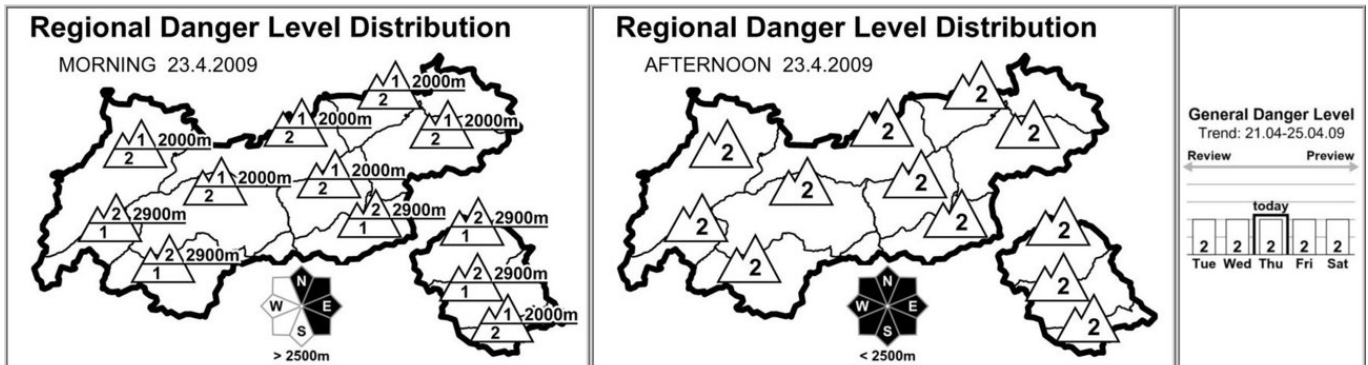 Regional Danger Level Distribution
MORNING 23.4.2009
1 2000m
2
1 2000m
2
1 2000m
2
1 2000m
2
1 2000m
2
1 2000m
2
2 2900m
1
2 2900m
1
2 2900m
1
2 2900m
1
2 2900m
1
1 2000m
2
N
W E
S
> 2500m
Regional Danger Level Distribution
AFTERNOON 23.4.2009
2
2
2
2
2
2
2
2
2
2
2
2
N
W E
S
< 2500m
General Danger Level
Trend: 21.04-25.04.09
Review Preview
today
2 2 2 2 2
Tue Wed Thu Fri Sat